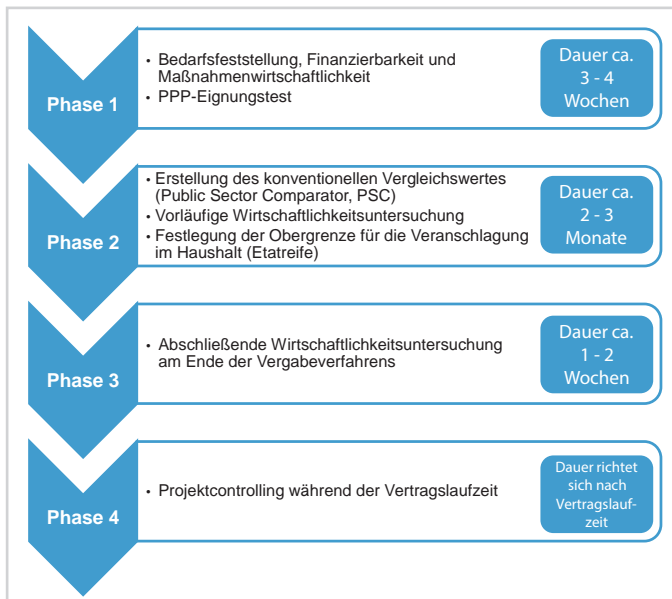 Phase 1
• Bedarfsfeststellung, Finanzierbarkeit und
Maßnahmenwirtschaftlichkeit
• PPP-Eignungstest
Dauer ca.
3 - 4
Wochen
Phase 2
• Erstellung des konventionellen Vergleichswertes
(Public Sector Comparator, PSC)
• Vorläufige Wirtschaftlichkeitsuntersuchung
• Festlegung der Obergrenze für die Veranschlagung
im Haushalt (Etatreife)
Dauer ca.
2 - 3
Monate
Phase 3
• Abschließende Wirtschaftlichkeitsuntersuchung
am Ende der Vergabeverfahrens
Dauer ca.
1 - 2
Wochen
Phase 4
• Projektcontrolling während der Vertragslaufzeit
Dauer richtet
sich nach
Vertragslauf-
zeit